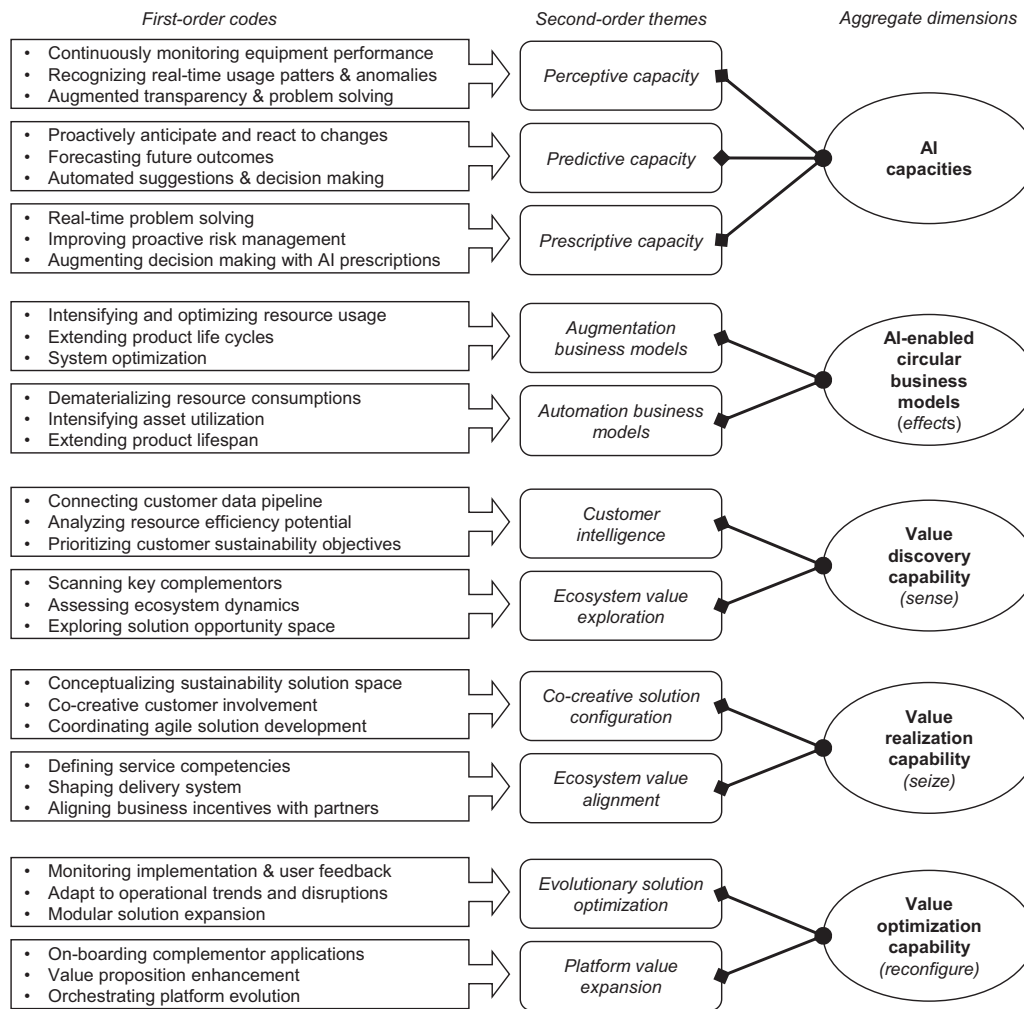 First-order codes
Second-order themes
Aggregate dimensions
• Continuously monitoring equipment performance
• Recognizing real-time usage patters & anomalies
• Augmented transparency & problem solving
Perceptive capacity
• Proactively anticipate and react to changes
• Forecasting future outcomes
• Automated suggestions & decision making
Predictive capacity
• Real-time problem solving
• Improving proactive risk management
• Augmenting decision making with AI prescriptions
Prescriptive capacity
AI
capacities
• Intensifying and optimizing resource usage
• Extending product life cycles
• System optimization
Augmentation
business models
• Dematerializing resource consumptions
• Intensifying asset utilization
• Extending product lifespan
Automation business
models
AI-enabled
circular
business
models
(effects)
• Connecting customer data pipeline
• Analyzing resource efficiency potential
• Prioritizing customer sustainability objectives
Customer
intelligence
• Scanning key complementors
• Assessing ecosystem dynamics
• Exploring solution opportunity space
Ecosystem value
exploration
Value
discovery
capability
(sense)
• Conceptualizing sustainability solution space
• Co-creative customer involvement
• Coordinating agile solution development
Co-creative solution
configuration
• Defining service competencies
• Shaping delivery system
• Aligning business incentives with partners
Ecosystem value
alignment
Value
realization
capability
(seize)
• Monitoring implementation & user feedback
• Adapt to operational trends and disruptions
• Modular solution expansion
Evolutionary solution
optimization
• On-boarding complementor applications
• Value proposition enhancement
• Orchestrating platform evolution
Platform value
expansion
Value
optimization
capability
(reconfigure)